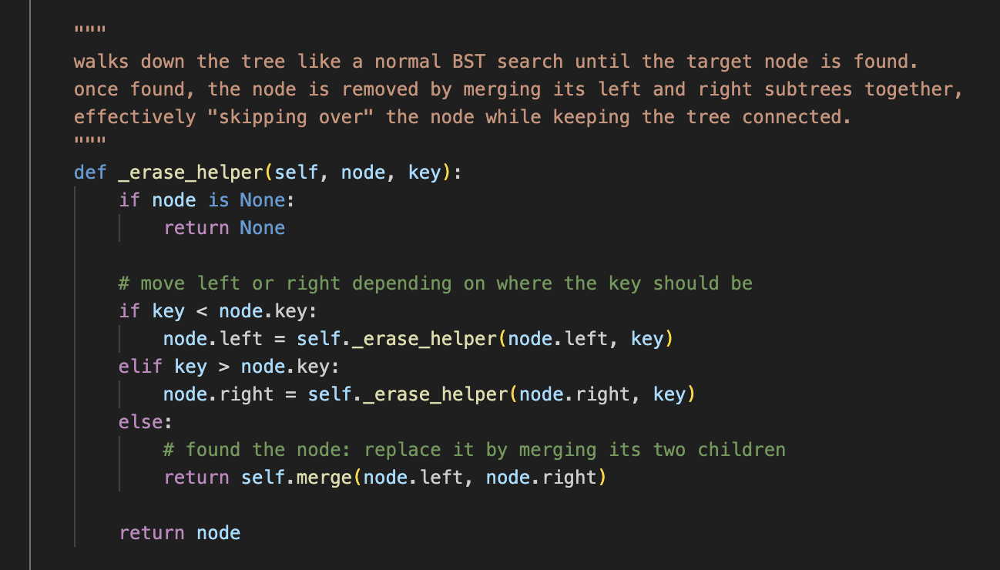 """
walks down the tree like a normal BST search until the target node is found.
once found, the node is removed by merging its left and right subtrees together,
effectively "skipping over" the node while keeping the tree connected.
"""
def _erase_helper(self, node, key):
    if node is None:
        return None

    # move left or right depending on where the key should be
    if key < node.key:
        node.left = self._erase_helper(node.left, key)
    elif key > node.key:
        node.right = self._erase_helper(node.right, key)
    else:
        # found the node: replace it by merging its two children
        return self.merge(node.left, node.right)

    return node